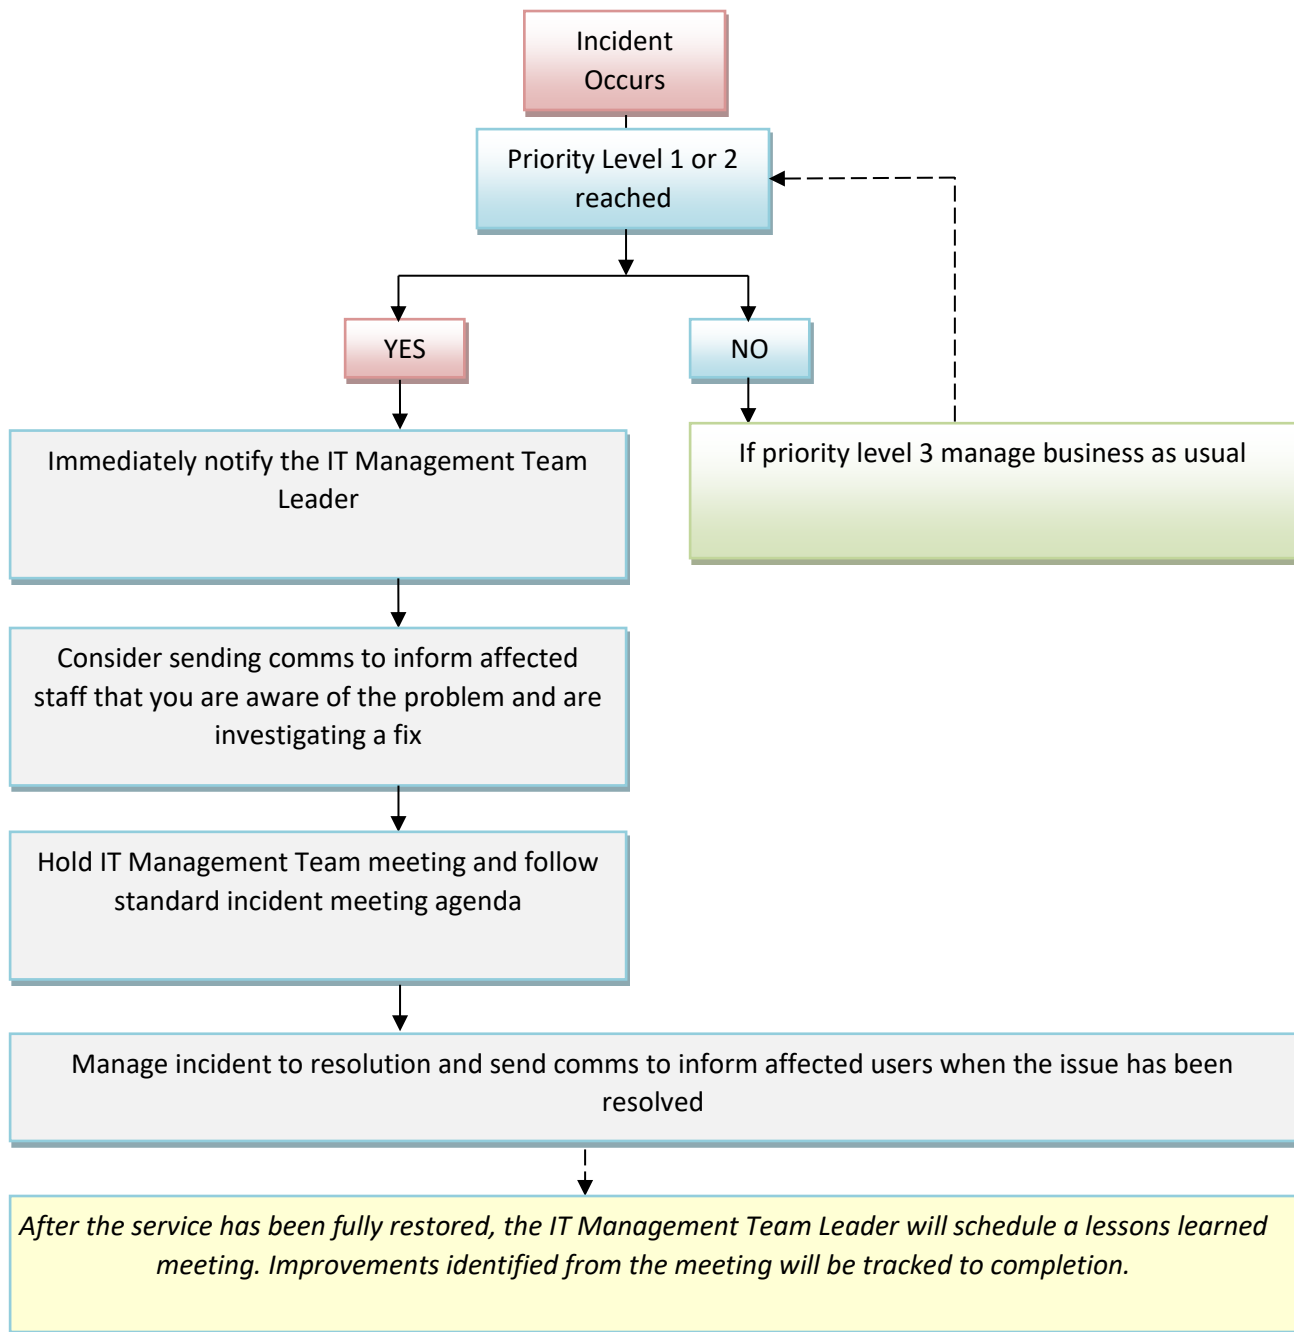 Incident
Occurs
Priority Level 1 or 2
reached
YES
NO
Immediately notify the IT Management Team
Leader
If priority level 3 manage business as usual
Consider sending comms to inform affected
staff that you are aware of the problem and are
investigating a fix
Hold IT Management Team meeting and follow
standard incident meeting agenda
Manage incident to resolution and send comms to inform affected users when the issue has been
resolved
After the service has been fully restored, the IT Management Team Leader will schedule a lessons learned
meeting. Improvements identified from the meeting will be tracked to completion.